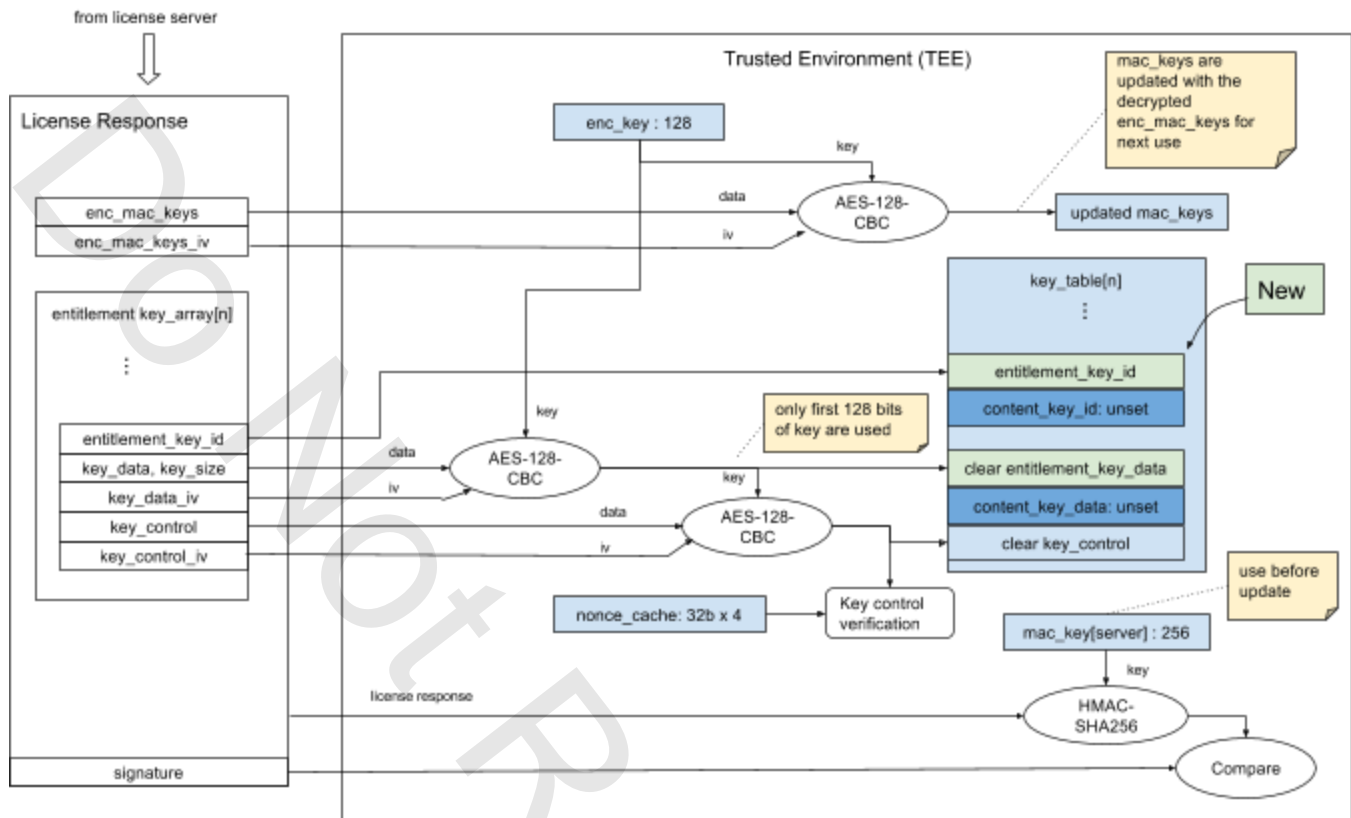 from license server
Trusted Environment (TEE)
mac_keys are
updated with the
decrypted
enc_mac_keys for
next use
License Response
enc_key : 128
key
enc_mac_keys
data
AES-128-
CBC
updated mac_keys
enc_mac_keys_iv
iv
entitlement key_array[n]
key_table[n]
New
entitlement_key_id
content_key_id: unset
only first 128 bits
of key are used
key
entitlement_key_id
key_data, key_size
data
AES-128-
CBC
clear entitlement_key_data
key_data_iv
iv
key
content_key_data: unset
key_control
data
AES-128-
CBC
clear key_control
key_control_iv
iv
use before
update
nonce_cache: 32b x 4
Key control
verification
mac_key[server] : 256
key
license response
HMAC-
SHA256
signature
Compare
Do Not R